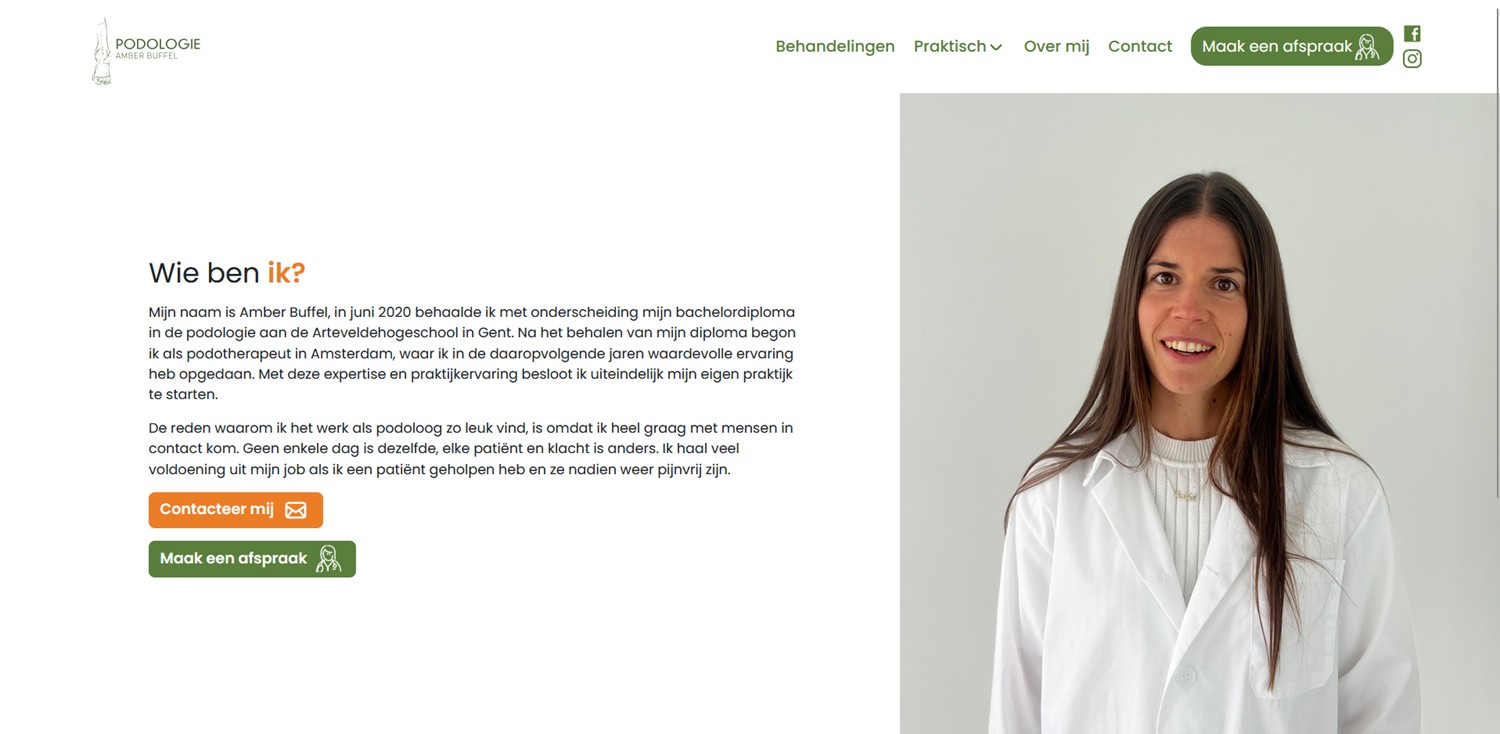 PODOLOGIE
AMBER BUFFEL
Behandelingen
Praktisch
Over mij
Contact
Maak een afspraak
Wie ben ik?
Mijn naam is Amber Buffel, in juni 2020 behaalde ik met onderscheiding mijn bachelordiploma
in de podologie aan de Arteveldehogeschool in Gent. Na het behalen van mijn diploma begon
ik als podotherapeut in Amsterdam, waar ik in de daaropvolgende jaren waardevolle ervaring
heb opgedaan. Met deze expertise en praktijkervaring besloot ik uiteindelijk mijn eigen praktijk
te starten.
De reden waarom ik het werk als podoloog zo leuk vind, is omdat ik heel graag met mensen in
contact kom. Geen enkele dag is dezelfde, elke patiënt en klacht is anders. Ik haal veel
voldoening uit mijn job als ik een patiënt geholpen heb en ze nadien weer pijnvrij zijn.
Contacteer mij
Maak een afspraak